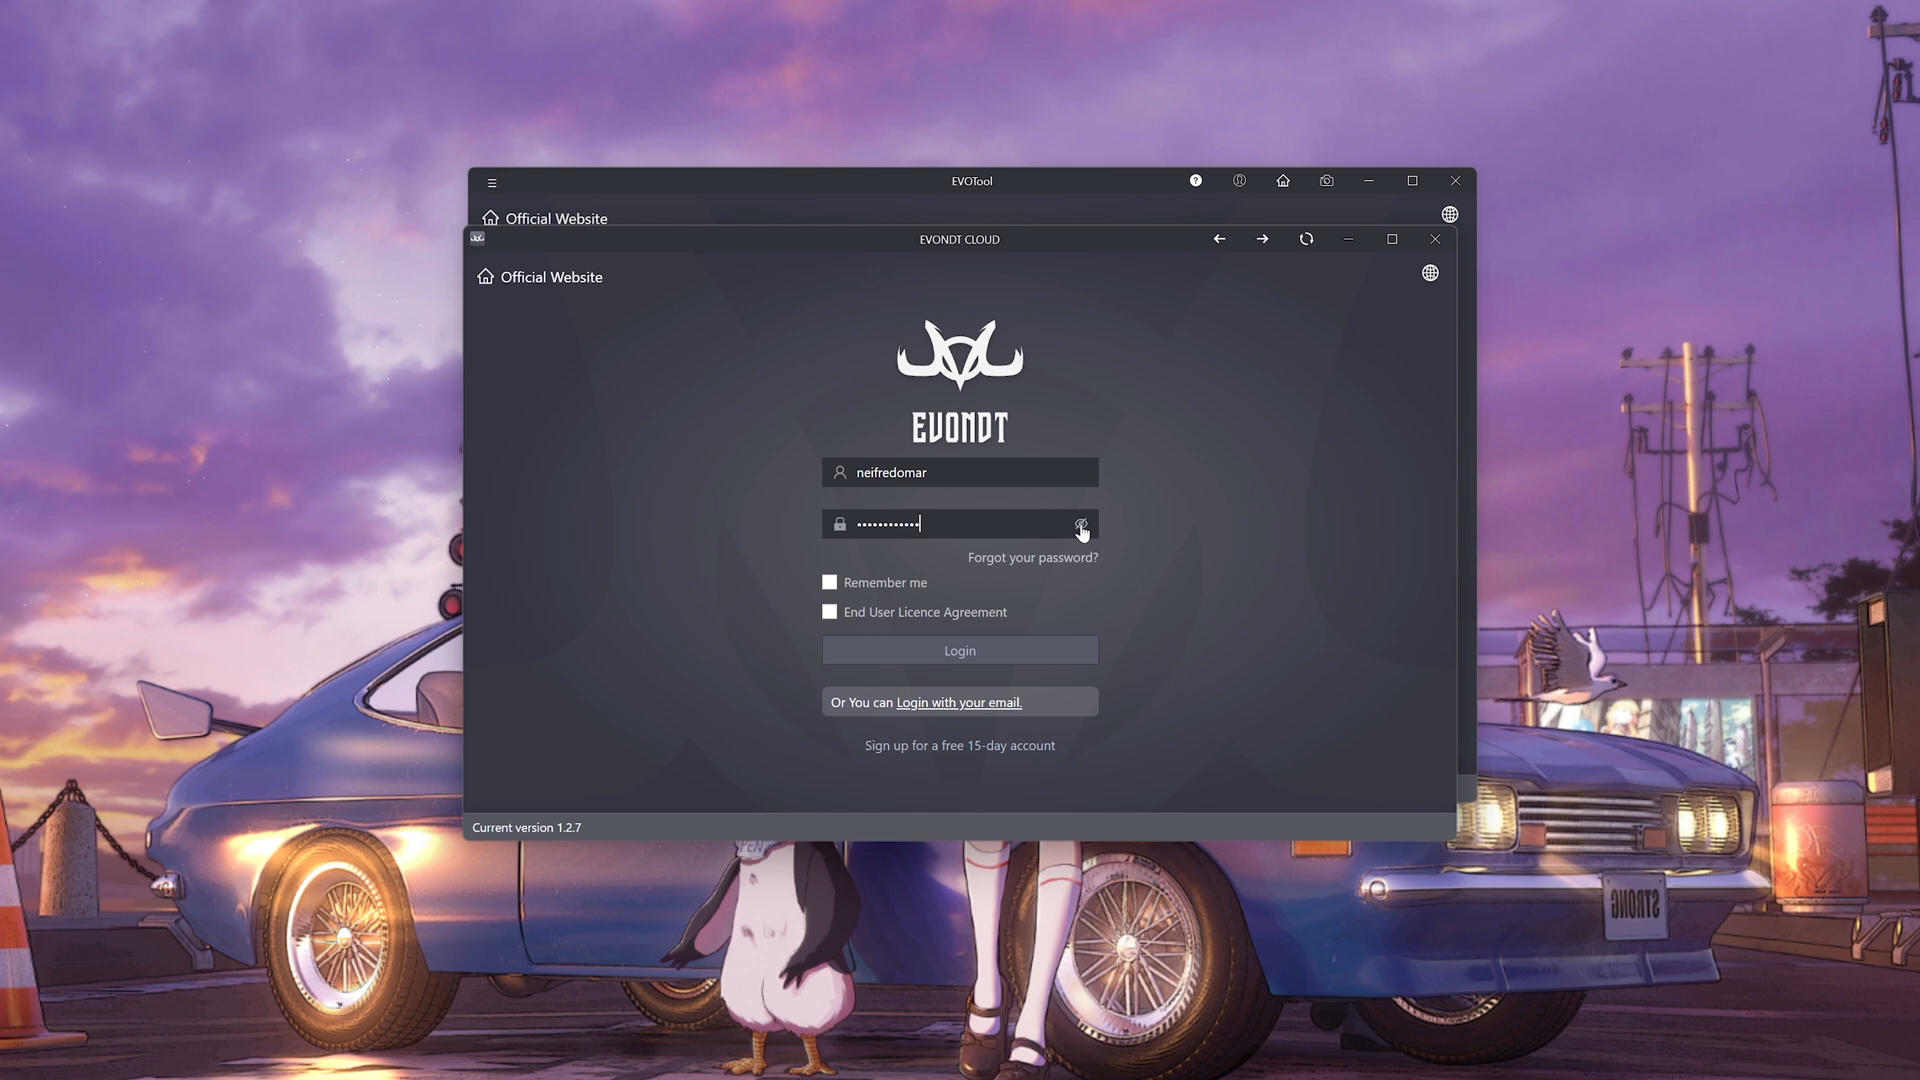 EVOTool
Official Website
EVONDT CLOUD
Official Website
EVONDT
neifredomar
••••••••••••
Forgot your password?
Remember me
End User Licence Agreement
Login
Or You can Login with your email.
Sign up for a free 15-day account
Current version 1.2.7
STRONG